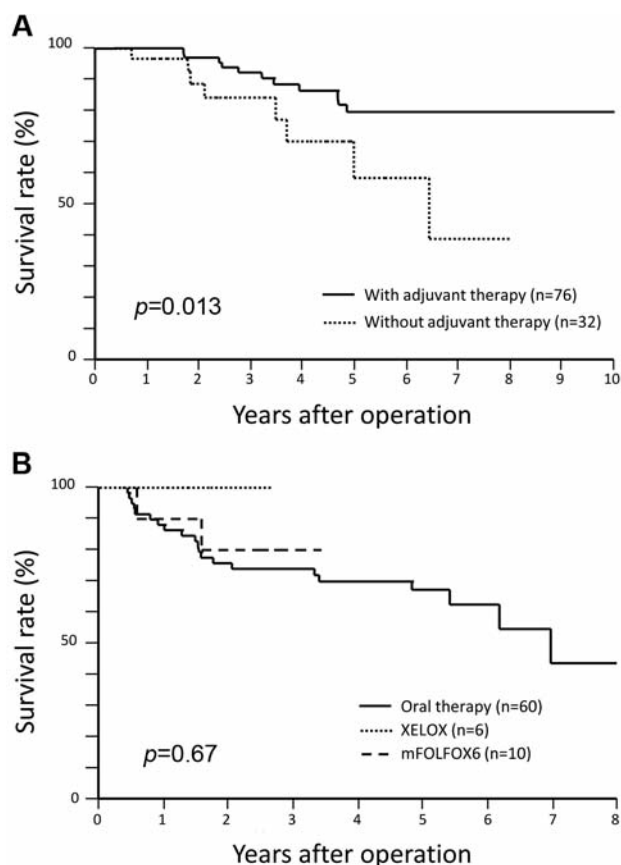 A
100
50
0
Survival rate (%)
p=0.013
With adjuvant therapy (n=76)
Without adjuvant therapy (n=32)
0 1 2 3 4 5 6 7 8 9 10
Years after operation
B
100
50
0
Survival rate (%)
p=0.67
Oral therapy (n=60)
XELOX (n=6)
mFOLFOX6 (n=10)
0 1 2 3 4 5 6 7 8
Years after operation